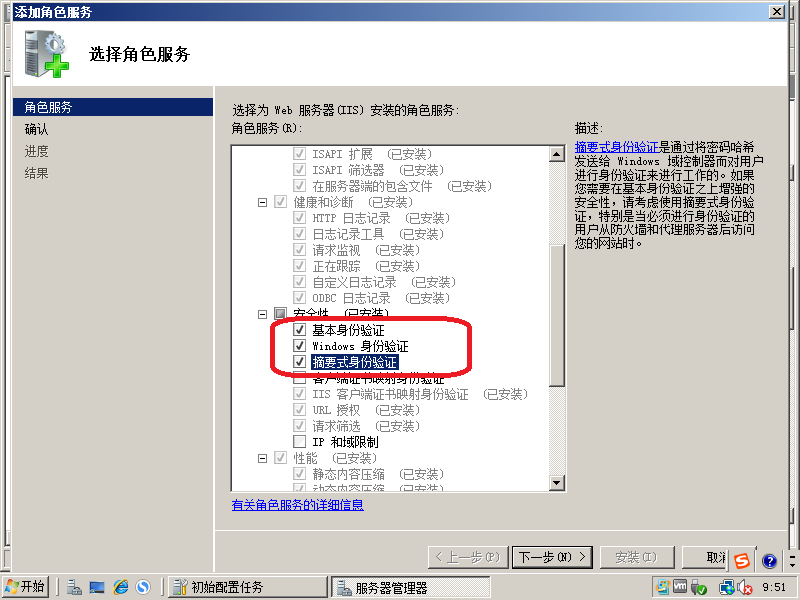 添加角色服务
选择角色服务
角色服务
确认
进度
结果
选择为 Web 服务器(IIS) 安装的角色服务:
角色服务(R):
ISAPI 扩展 (已安装)
ISAPI 筛选器 (已安装)
在服务器端的包含文件 (已安装)
健康和诊断 (已安装)
HTTP 日志记录 (已安装)
日志记录工具 (已安装)
请求监视 (已安装)
正在跟踪 (已安装)
自定义日志记录 (已安装)
ODBC 日志记录 (已安装)
安全性 (已安装)
基本身份验证
Windows 身份验证
摘要式身份验证
客户端证书映射身份验证
IIS 客户端证书映射身份验证 (已安装)
URL 授权 (已安装)
请求筛选 (已安装)
IP 和域限制
性能 (已安装)
静态内容压缩 (已安装)
动态内容压缩 (已安装)
有关角色服务的详细信息
描述:
摘要式身份验证是通过将密码哈希
发送给 Windows 域控制器而对用户
进行身份验证来进行工作的。如果
您需要在基本身份验证之上增强的
安全性，请考虑使用摘要式身份验
证，特别是当必须进行身份验证的
用户从防火墙和代理服务器后访问
您的网站时。
< 上一步(P)
下一步(N) >
安装(I)
取消
开始
初始配置任务
服务器管理器
9:51